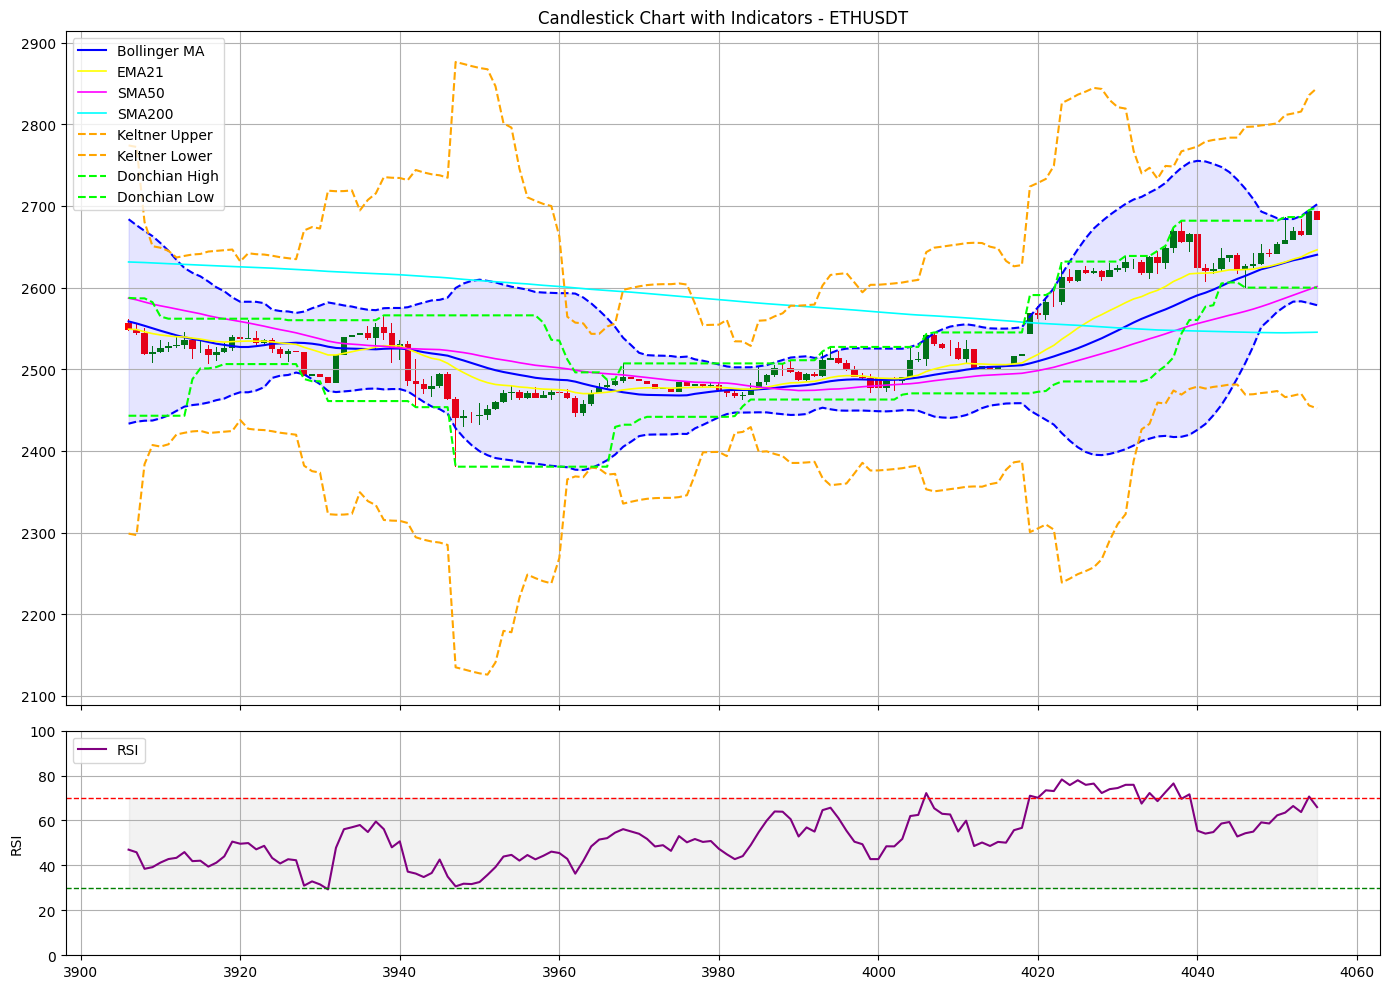 Candlestick Chart with Indicators - ETHUSDT
2900
2800
2700
2600
2500
2400
2300
2200
2100
Bollinger MA
EMA21
SMA50
SMA200
Keltner Upper
Keltner Lower
Donchian High
Donchian Low
100
80
60
40
20
0
RSI
RSI
3900 3920 3940 3960 3980 4000 4020 4040 4060